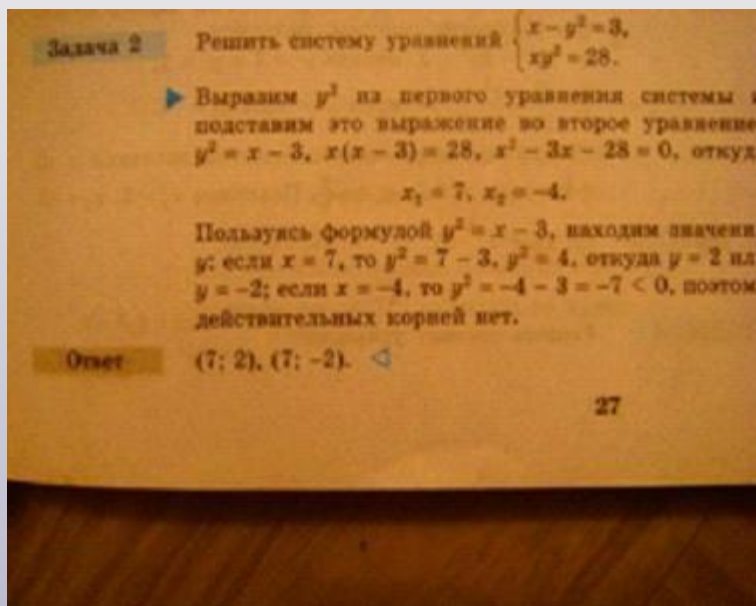 Задача 2 Решить систему уравнений { x − y² = 3,
xy² = 28.
Выразим y² из первого уравнения системы
подставим это выражение во второе уравнение
y² = x − 3, x(x − 3) = 28, x² − 3x − 28 = 0, откуд
x₁ = 7, x₂ = −4.
Пользуясь формулой y² = x − 3, находим значени
y: если x = 7, то y² = 7 − 3, y² = 4, откуда y = 2 ил
y = −2; если x = −4, то y² = −4 − 3 = −7 < 0, поэтом
действительных корней нет.
Ответ (7; 2), (7; −2).
27